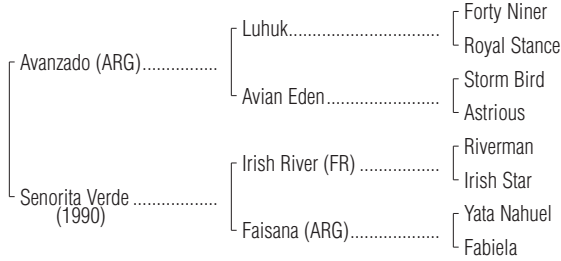 Forty Niner
Luhuk..................................
Royal Stance
Avanzado (ARG)................
Storm Bird
Avian Eden.........................
Astrious
Riverman
Irish River (FR) ..................
Irish Star
Senorita Verde ..................
(1990)
Yata Nahuel
Faisana (ARG)....................
Fabiela